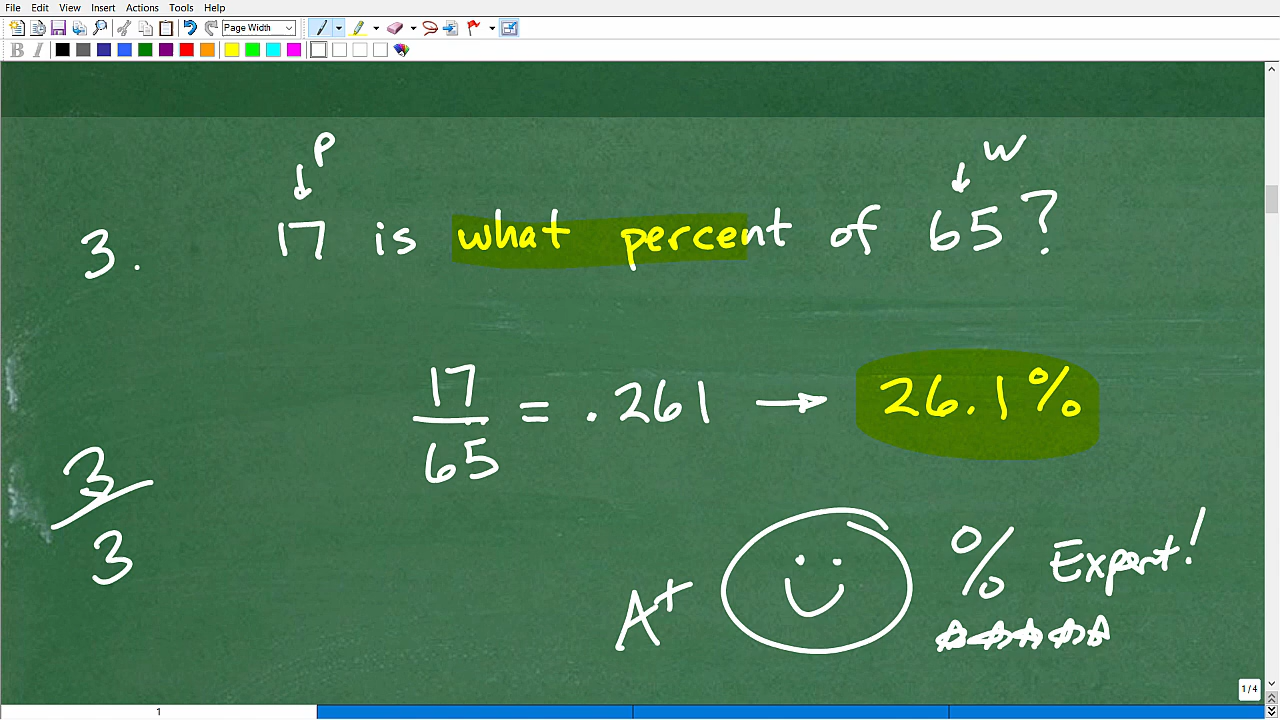 File Edit View Insert Actions Tools Help
Page Width
B I
P W
3. 17 is what percent of 65?
17/65 = .261 → 26.1%
3/3
A+ % Expert!
1/4
1